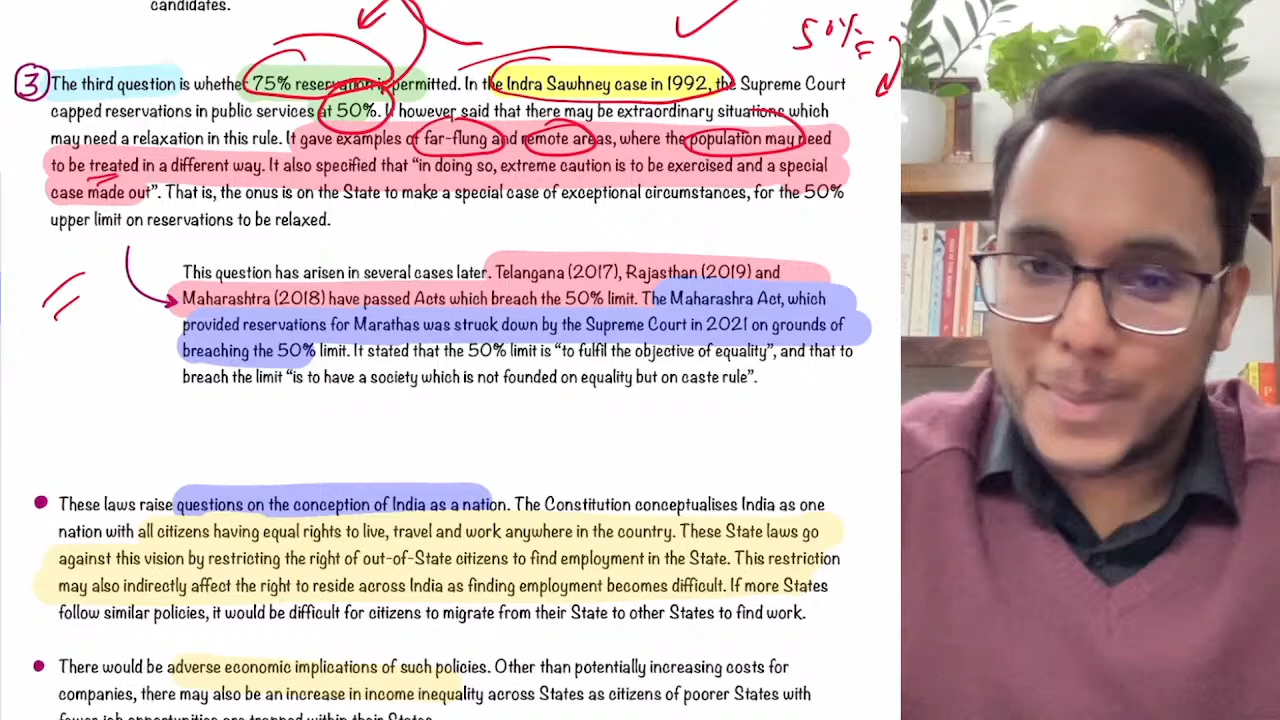 candidates.
50%
3 The third question is whether 75% reservation is permitted. In the Indra Sawhney case in 1992, the Supreme Court
capped reservations in public services at 50%. It however said that there may be extraordinary situations which
may need a relaxation in this rule. It gave examples of far-flung and remote areas, where the population may need
to be treated in a different way. It also specified that “in doing so, extreme caution is to be exercised and a special
case made out”. That is, the onus is on the State to make a special case of exceptional circumstances, for the 50%
upper limit on reservations to be relaxed.
This question has arisen in several cases later. Telangana (2017), Rajasthan (2019) and
Maharashtra (2018) have passed Acts which breach the 50% limit. The Maharashra Act, which
provided reservations for Marathas was struck down by the Supreme Court in 2021 on grounds of
breaching the 50% limit. It stated that the 50% limit is “to fulfil the objective of equality”, and that to
breach the limit “is to have a society which is not founded on equality but on caste rule”.
These laws raise questions on the conception of India as a nation. The Constitution conceptualises India as one
nation with all citizens having equal rights to live, travel and work anywhere in the country. These State laws go
against this vision by restricting the right of out-of-State citizens to find employment in the State. This restriction
may also indirectly affect the right to reside across India as finding employment becomes difficult. If more States
follow similar policies, it would be difficult for citizens to migrate from their State to other States to find work.
There would be adverse economic implications of such policies. Other than potentially increasing costs for
companies, there may also be an increase in income inequality across States as citizens of poorer States with
fewer job opportunities are trapped within their States.